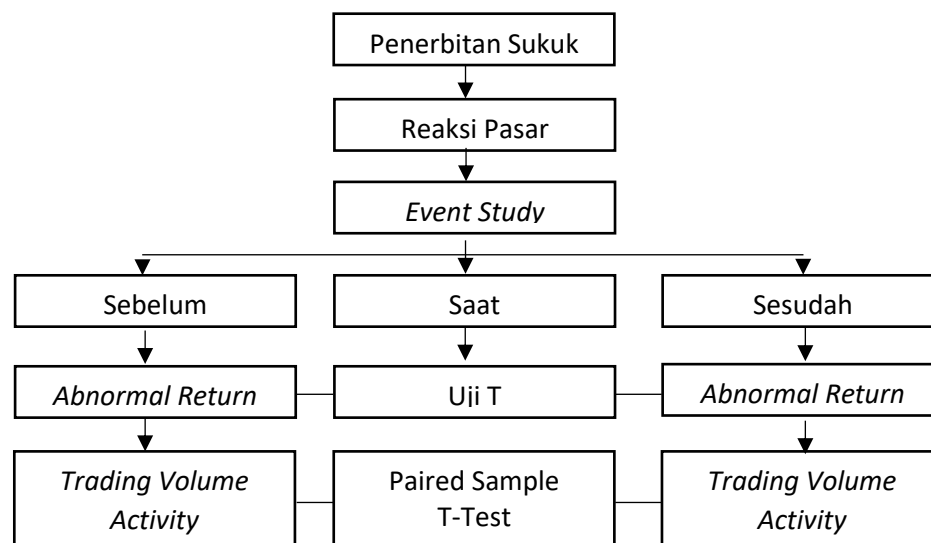 Penerbitan Sukuk
Reaksi Pasar
Event Study
Sebelum
Saat
Sesudah
Abnormal Return
Uji T
Abnormal Return
Trading Volume
Activity
Paired Sample
T-Test
Trading Volume
Activity